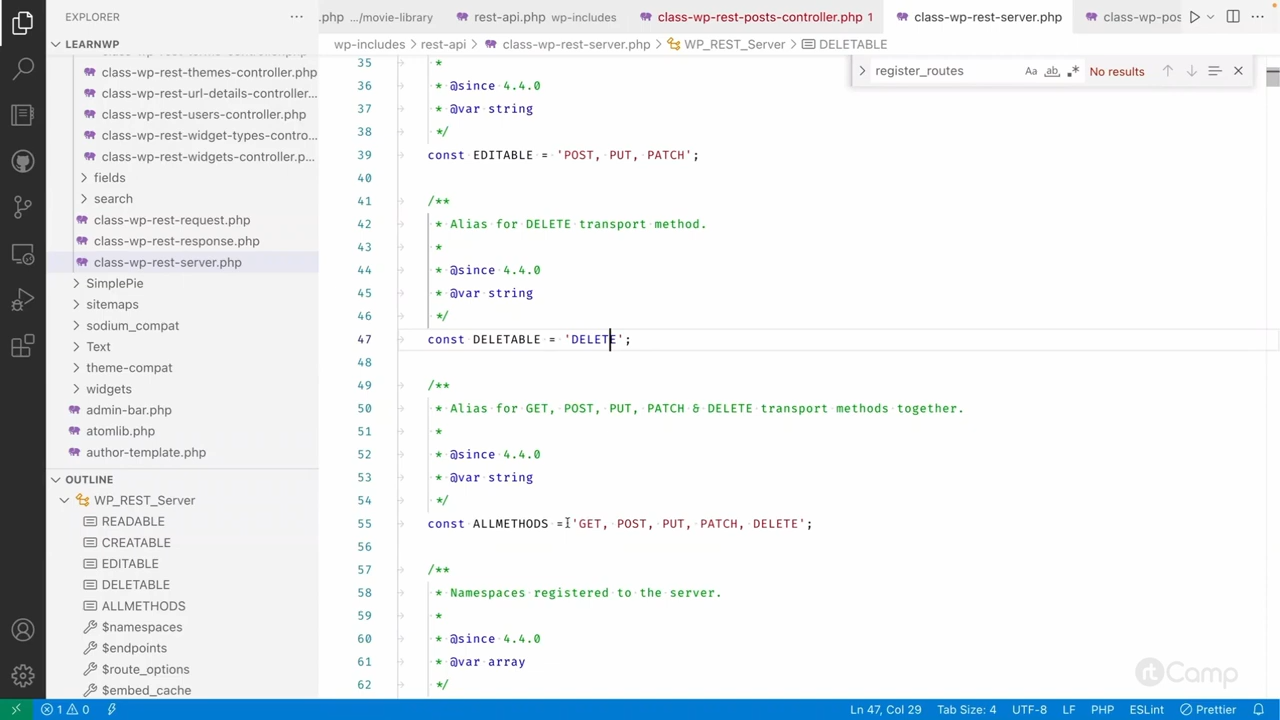 EXPLORER
LEARNWP
class-wp-rest-themes-controller.php
class-wp-rest-url-details-controller...
class-wp-rest-users-controller.php
class-wp-rest-widget-types-contro...
class-wp-rest-widgets-controller.p...
fields
search
class-wp-rest-request.php
class-wp-rest-response.php
class-wp-rest-server.php
SimplePie
sitemaps
sodium_compat
Text
theme-compat
widgets
admin-bar.php
atomlib.php
author-template.php
OUTLINE
WP_REST_Server
READABLE
CREATABLE
EDITABLE
DELETABLE
ALLMETHODS
$namespaces
$endpoints
$route_options
$embed_cache
.php .../movie-library rest-api.php wp-includes class-wp-rest-posts-controller.php 1 class-wp-rest-server.php class-wp-pos
wp-includes > rest-api > class-wp-rest-server.php > WP_REST_Server > DELETABLE
register_routes Aa ab No results
35 *
36 * @since 4.4.0
37 * @var string
38 */
39 const EDITABLE = 'POST, PUT, PATCH';
40
41 /**
42 * Alias for DELETE transport method.
43 *
44 * @since 4.4.0
45 * @var string
46 */
47 const DELETABLE = 'DELETE';
48
49 /**
50 * Alias for GET, POST, PUT, PATCH & DELETE transport methods together.
51 *
52 * @since 4.4.0
53 * @var string
54 */
55 const ALLMETHODS = 'GET, POST, PUT, PATCH, DELETE';
56
57 /**
58 * Namespaces registered to the server.
59 *
60 * @since 4.4.0
61 * @var array
62 */
rtCamp
1 0 Ln 47, Col 29 Tab Size: 4 UTF-8 LF PHP ESLint Prettier